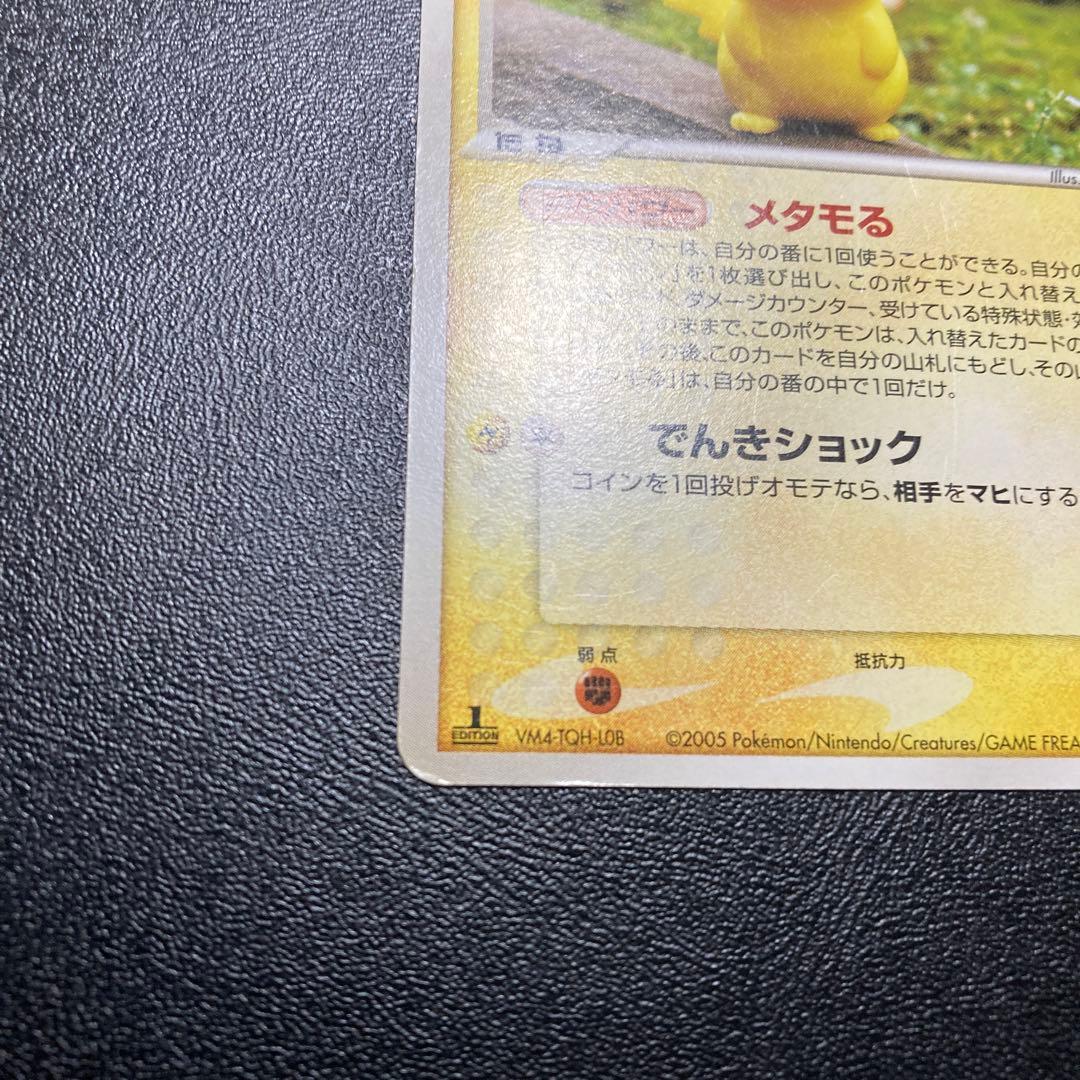 Illus
メタモる
ーは、自分の番に1回使うことができる。自分の
」を1枚選び出し、このポケモンと入れ替え
ダメージカウンター、受けている特殊状態・効
のままで、このポケモンは、入れ替えたカードの
その後、このカードを自分の山札にもどし、その
」は、自分の番の中で1回だけ。
でんきショック
コインを1回投げオモテなら、相手をマヒにする
弱点 抵抗力
1 EDITION VM4-TQH-L0B ©2005 Pokémon/Nintendo/Creatures/GAME FREA